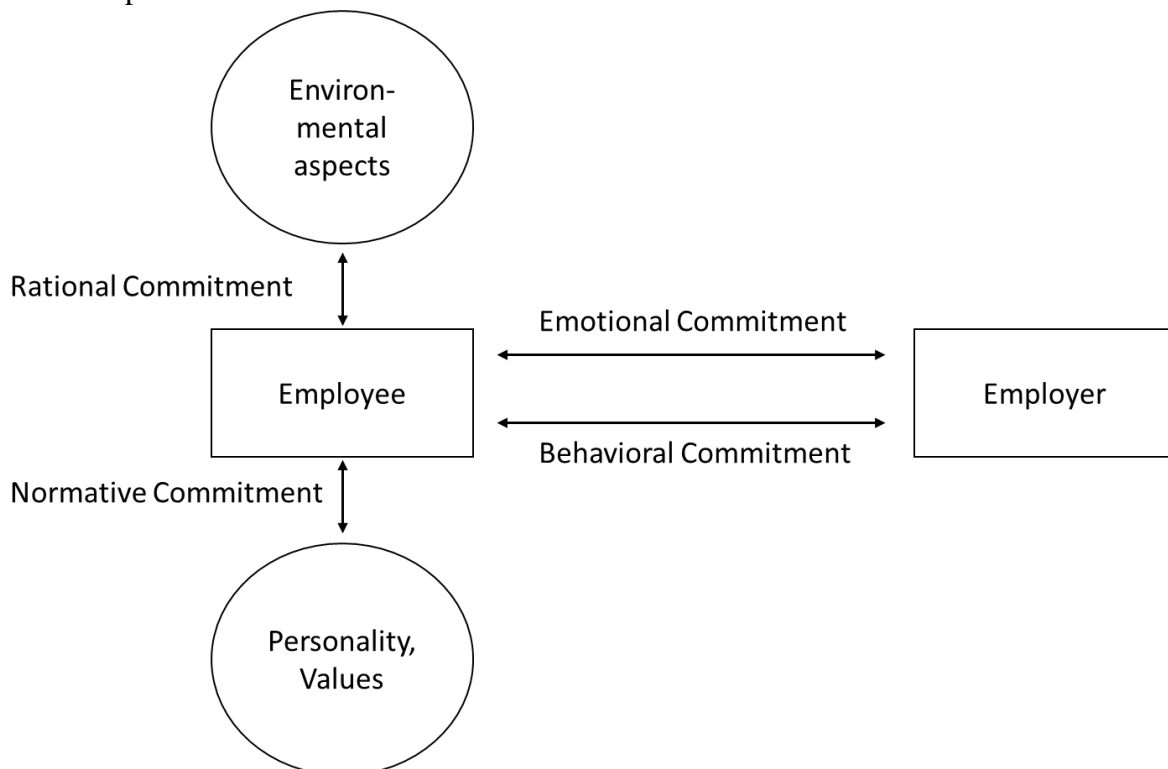 Environ-
mental
aspects
Rational Commitment
Emotional Commitment
Employee
Employer
Behavioral Commitment
Normative Commitment
Personality,
Values